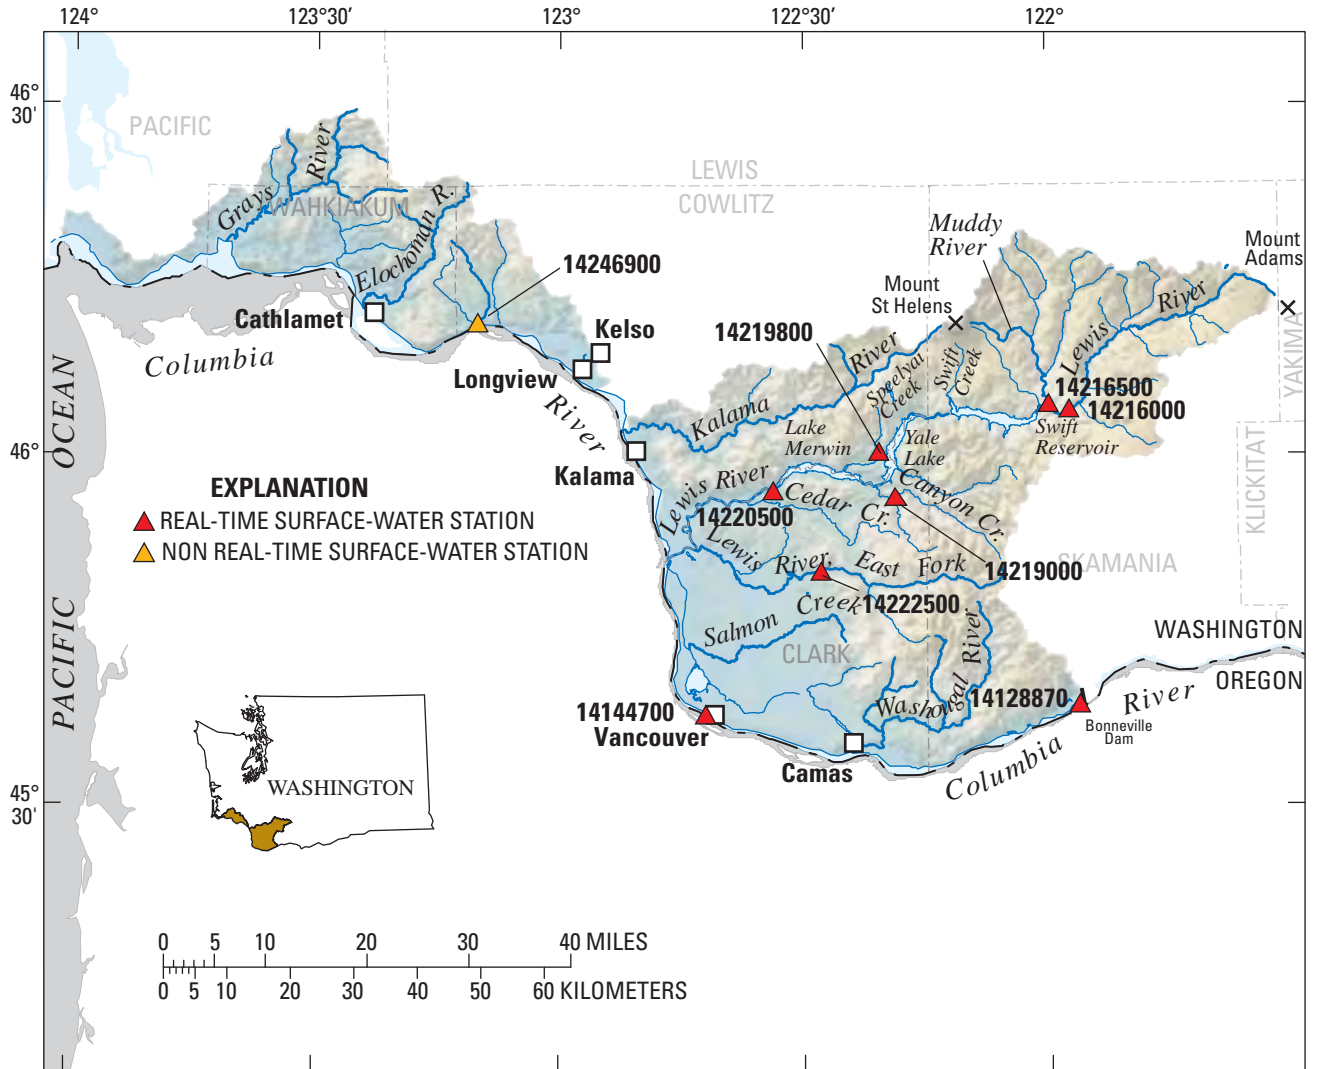 124°
123°30'
123°
122°30'
122°
46°
30'
PACIFIC
LEWIS
COWLITZ
Grays
River
WAHKIAKUM
Elochoman R.
Muddy
River
Mount
Adams
14246900
Mount
St Helens
Lewis
River
Cathlamet
Kelso
14219800
Columbia
Longview
River
Kalama
River
Speelyai
Creek
Swift
Creek
YAKIMA
14216500
14216000
Lake
Merwin
Yale
Lake
Swift
Reservoir
46°
OCEAN
PACIFIC
Kalama
KLICKITAT
EXPLANATION
REAL-TIME SURFACE-WATER STATION
NON REAL-TIME SURFACE-WATER STATION
Lewis River
14220500
Cedar
Cr.
Canyon Cr.
Lewis
River,
East
Fork
14219000
SKAMANIA
Creek
14222500
Salmon
CLARK
River
Washougal
WASHINGTON
OREGON
14128870
River
Bonneville
Dam
14144700
Vancouver
Camas
Columbia
45°
30'
WASHINGTON
0 5 10 20 30 40 MILES
0 5 10 20 30 40 50 60 KILOMETERS